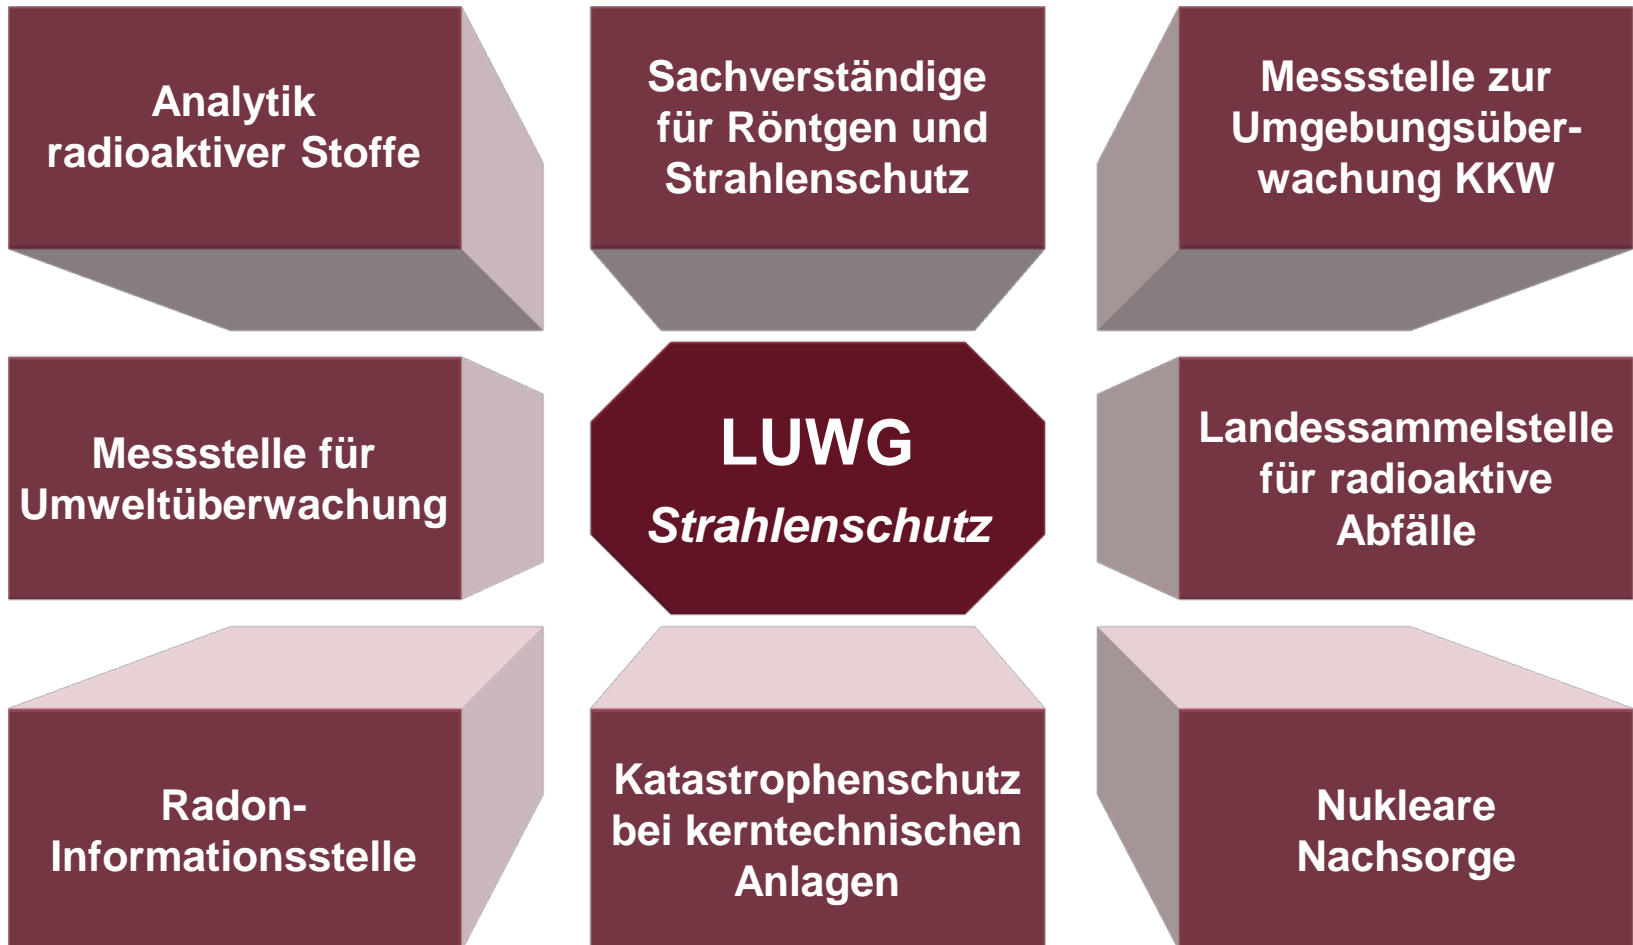 Analytik
radioaktiver Stoffe
Sachverständige
für Röntgen und
Strahlenschutz
Messstelle zur
Umgebungsüber-
wachung KKW
Messstelle für
Umweltüberwachung
LUWG
Strahlenschutz
Landessammelstelle
für radioaktive
Abfälle
Radon-
Informationsstelle
Katastrophenschutz
bei kerntechnischen
Anlagen
Nukleare
Nachsorge